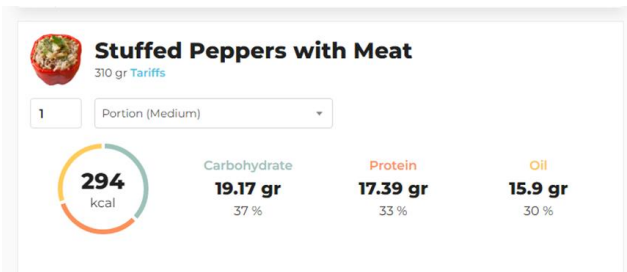 Stuffed Peppers with Meat
310 gr Tariffs
1 Portion (Medium)
294
kcal
Carbohydrate Protein Oil
19.17 gr 17.39 gr 15.9 gr
37 % 33 % 30 %